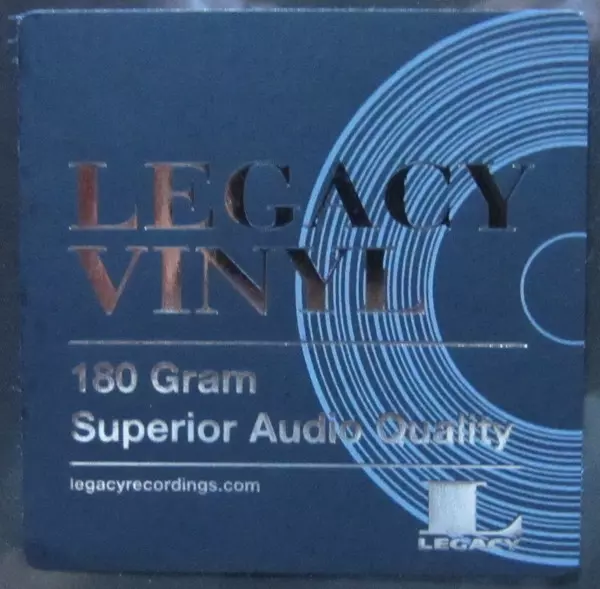 LEGACY
VINYL
180 Gram
Superior Audio Quality
legacyrecordings.com
L
LEGACY